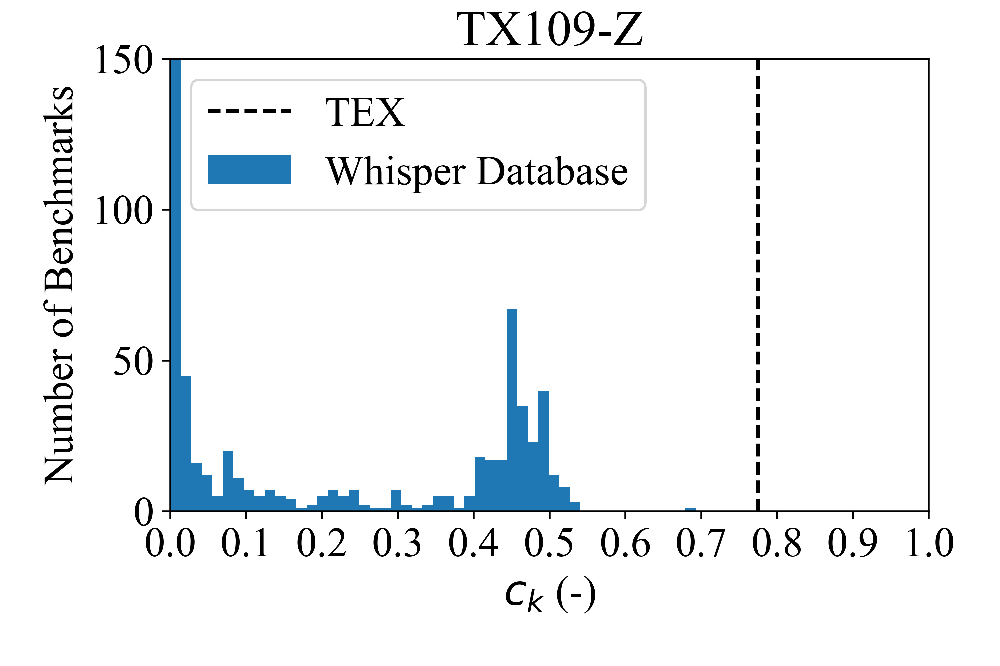 TX109-Z
150
100
50
0
Number of Benchmarks
TEX
Whisper Database
0.0 0.1 0.2 0.3 0.4 0.5 0.6 0.7 0.8 0.9 1.0
c_k (-)